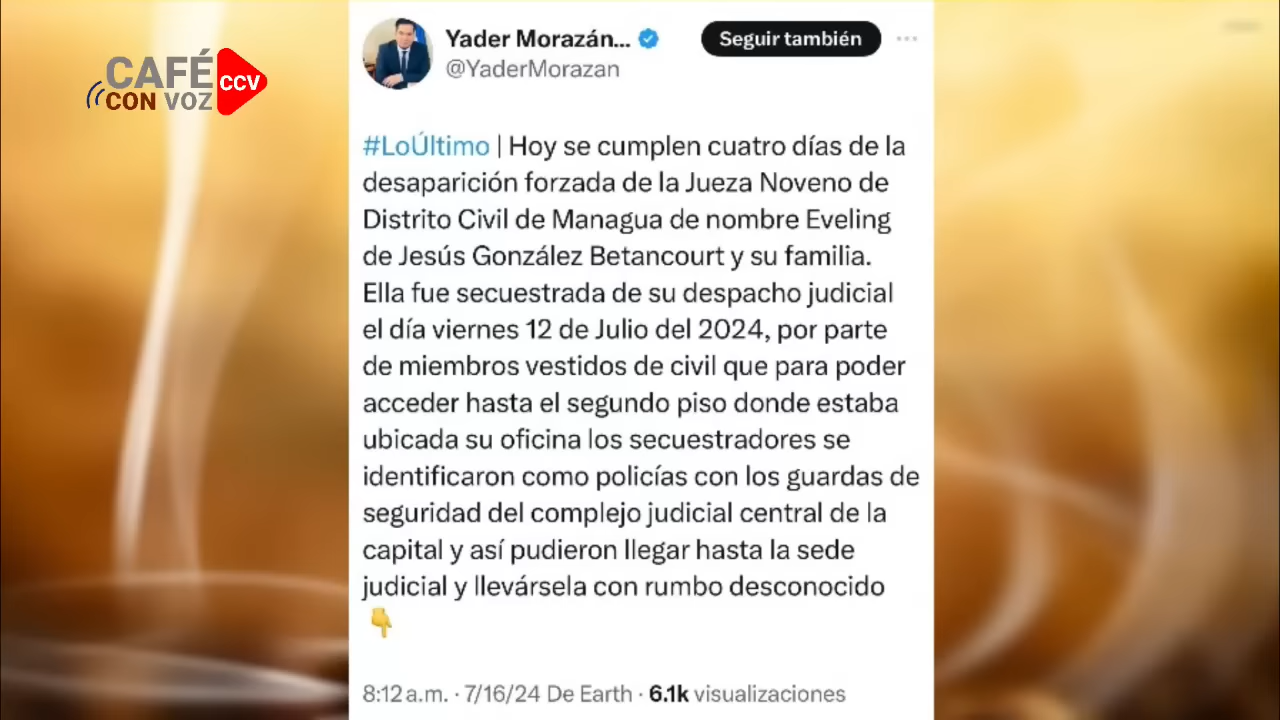 CAFÉ
CON VOZ
CCV
Yader Morazán...
@YaderMorazan
Seguir también
#LoÚltimo | Hoy se cumplen cuatro días de la
desaparición forzada de la Jueza Noveno de
Distrito Civil de Managua de nombre Eveling
de Jesús González Betancourt y su familia.
Ella fue secuestrada de su despacho judicial
el día viernes 12 de Julio del 2024, por parte
de miembros vestidos de civil que para poder
acceder hasta el segundo piso donde estaba
ubicada su oficina los secuestradores se
identificaron como policías con los guardas de
seguridad del complejo judicial central de la
capital y así pudieron llegar hasta la sede
judicial y llevársela con rumbo desconocido
👇
8:12 a.m. · 7/16/24 De Earth · 6.1k visualizaciones